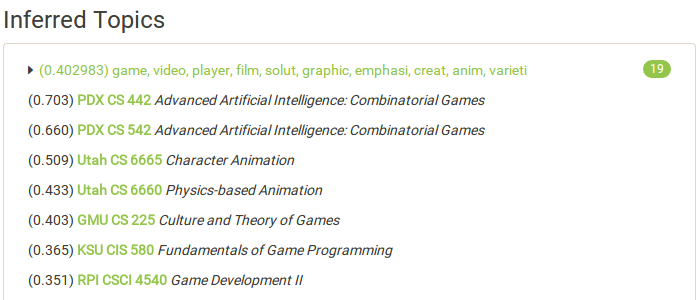 Inferred Topics
(0.402983) game, video, player, film, solut, graphic, emphasi, creat, anim, varieti 19
(0.703) PDX CS 442 Advanced Artificial Intelligence: Combinatorial Games
(0.660) PDX CS 542 Advanced Artificial Intelligence: Combinatorial Games
(0.509) Utah CS 6665 Character Animation
(0.433) Utah CS 6660 Physics-based Animation
(0.403) GMU CS 225 Culture and Theory of Games
(0.365) KSU CIS 580 Fundamentals of Game Programming
(0.351) RPI CSCI 4540 Game Development II